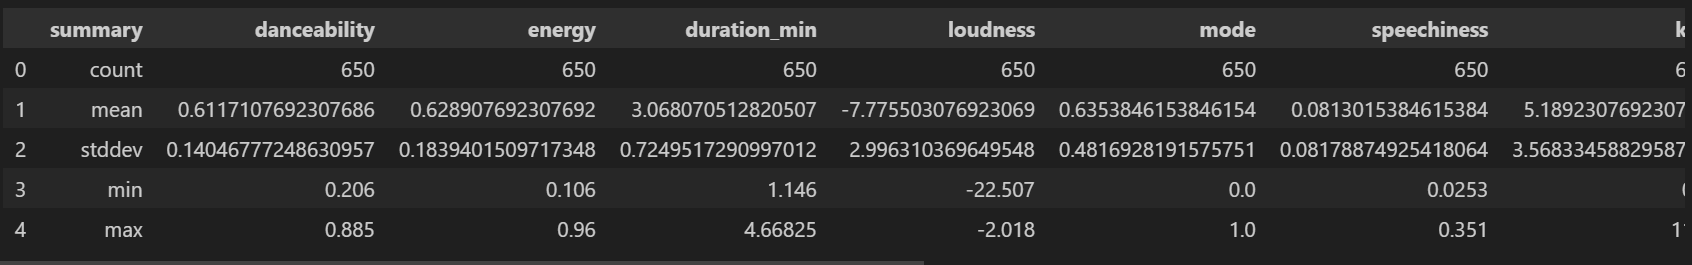 summary danceability energy duration_min loudness mode speechiness k
0 count 650 650 650 650 650 650 6
1 mean 0.6117107692307686 0.628907692307692 3.068070512820507 -7.775503076923069 0.6353846153846154 0.0813015384615384 5.1892307692307
2 stddev 0.14046777248630957 0.1839401509717348 0.7249517290997012 2.996310369649548 0.4816928191575751 0.08178874925418064 3.56833458829587
3 min 0.206 0.106 1.146 -22.507 0.0 0.0253
4 max 0.885 0.96 4.66825 -2.018 1.0 0.351 1